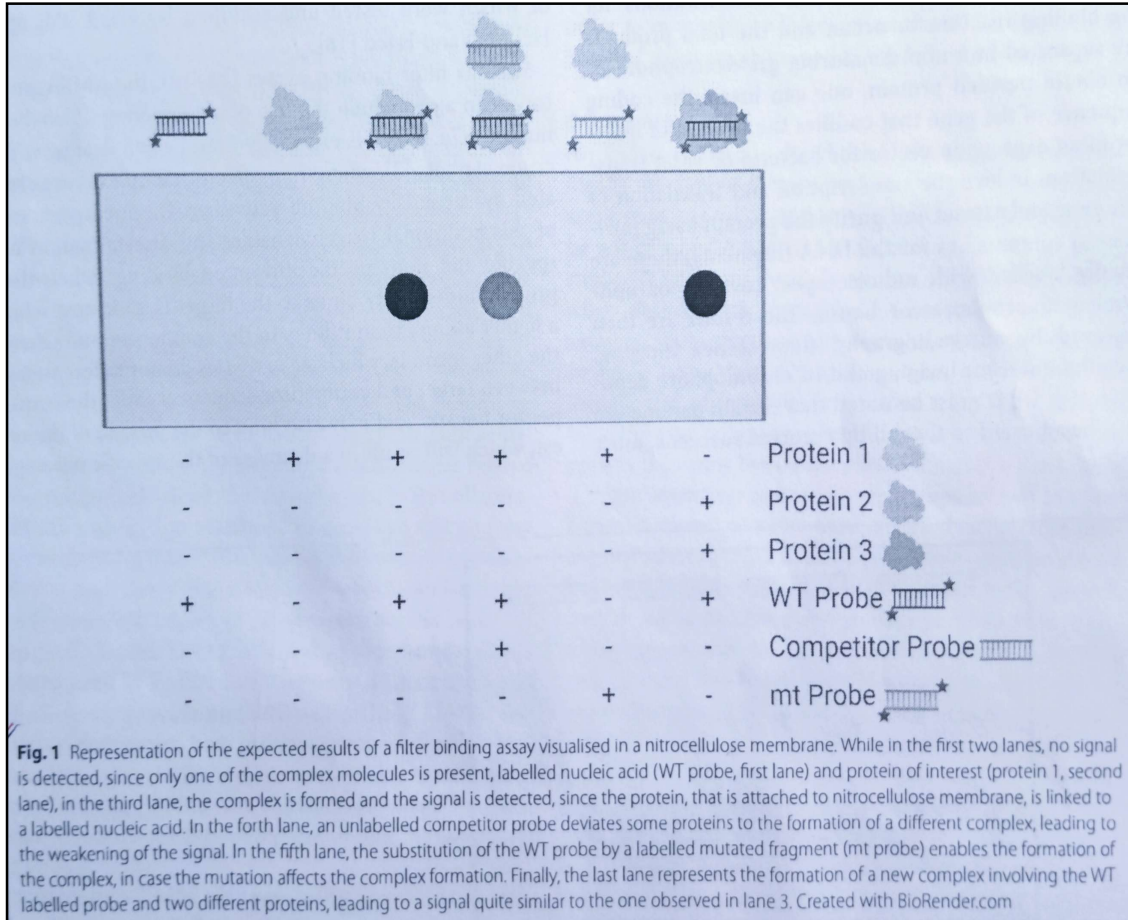 - + + + + - Protein 1
- - - - - + Protein 2
- - - - - + Protein 3
+ - + + - + WT Probe
- - - + - - Competitor Probe
- - - - + - mt Probe
Fig. 1 Representation of the expected results of a filter binding assay visualised in a nitrocellulose membrane. While in the first two lanes, no signal
is detected, since only one of the complex molecules is present, labelled nucleic acid (WT probe, first lane) and protein of interest (protein 1, second
lane), in the third lane, the complex is formed and the signal is detected, since the protein, that is attached to nitrocellulose membrane, is linked to
a labelled nucleic acid. In the forth lane, an unlabelled competitor probe deviates some proteins to the formation of a different complex, leading to
the weakening of the signal. In the fifth lane, the substitution of the WT probe by a labelled mutated fragment (mt probe) enables the formation of
the complex, in case the mutation affects the complex formation. Finally, the last lane represents the formation of a new complex involving the WT
labelled probe and two different proteins, leading to a signal quite similar to the one observed in lane 3. Created with BioRender.com